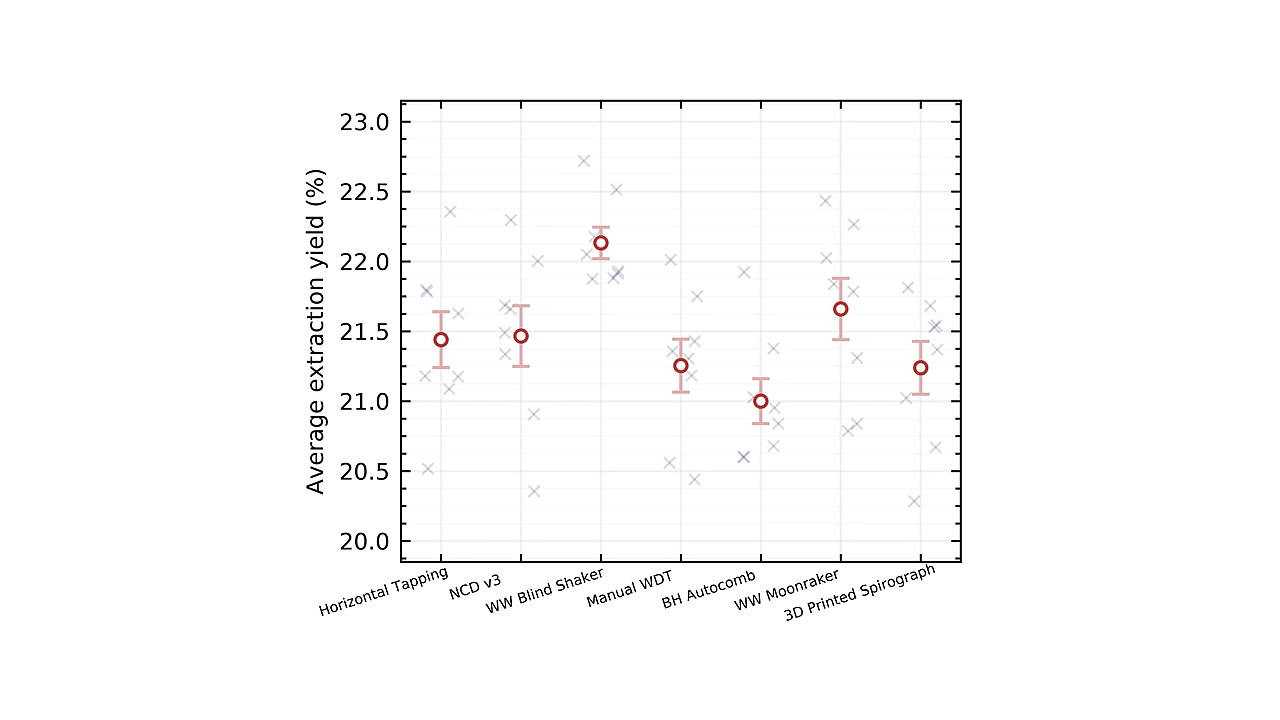 Average extraction yield (%)
23.0
22.5
22.0
21.5
21.0
20.5
20.0
Horizontal Tapping
NCD v3
WW Blind Shaker
Manual WDT
BH Autocomb
WW Moonraker
3D Printed Spirograph